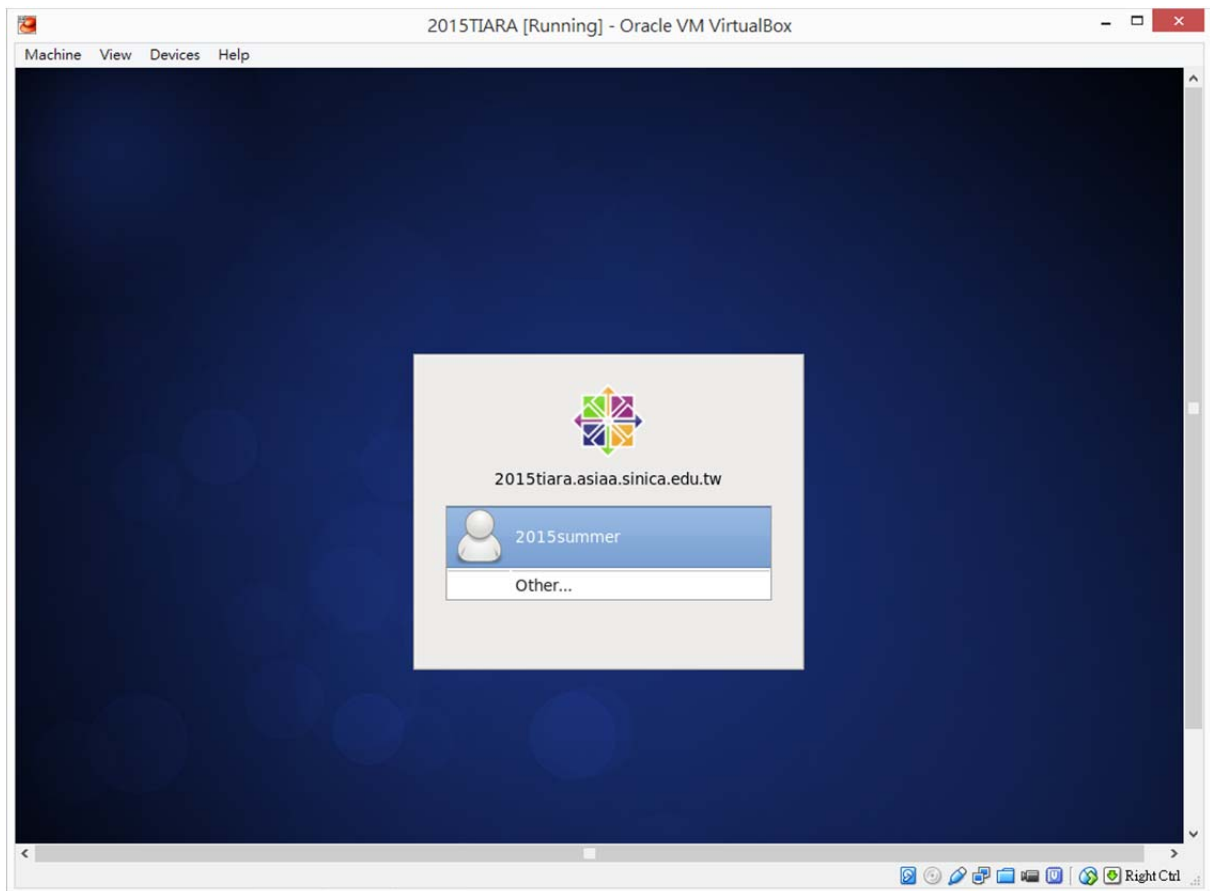 2015TIARA [Running] - Oracle VM VirtualBox
Machine View Devices Help
2015tiara.asiaa.sinica.edu.tw
2015summer
Other...
Right Ctrl